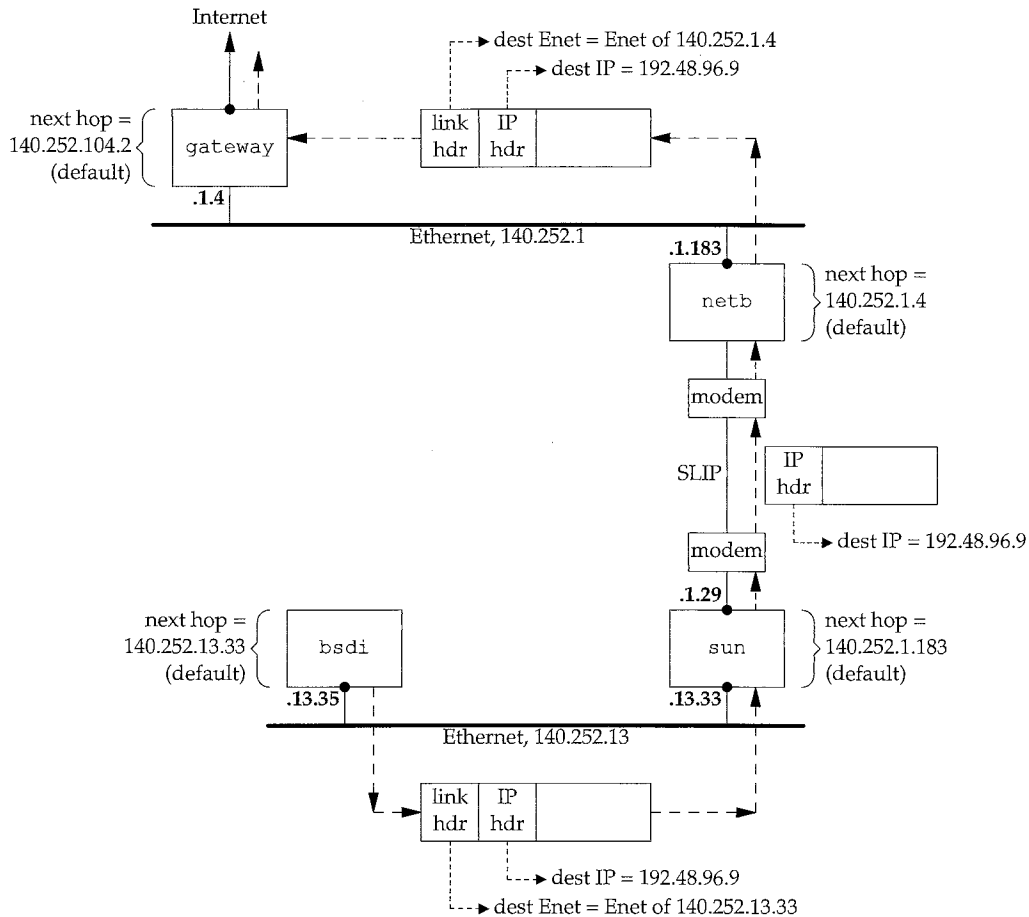 Internet
dest Enet = Enet of 140.252.1.4
dest IP = 192.48.96.9
next hop =
140.252.104.2
(default)
gateway
link
hdr
IP
hdr
.1.4
Ethernet, 140.252.1
.1.183
netb
next hop =
140.252.1.4
(default)
modem
SLIP
IP
hdr
modem
dest IP = 192.48.96.9
.1.29
next hop =
140.252.13.33
(default)
bsdi
sun
next hop =
140.252.1.183
(default)
.13.35
.13.33
Ethernet, 140.252.13
link
hdr
IP
hdr
dest IP = 192.48.96.9
dest Enet = Enet of 140.252.13.33